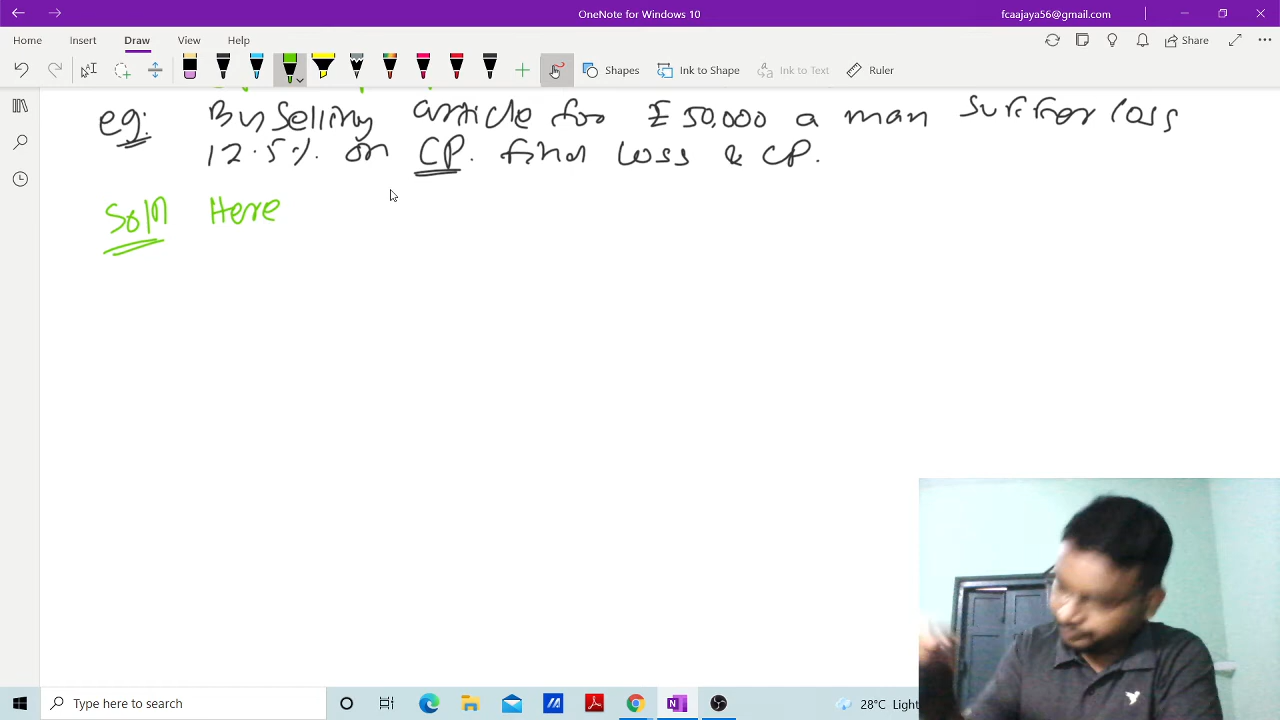 OneNote for Windows 10
fcaajaya56@gmail.com
Home Insert Draw View Help
Share
Shapes Ink to Shape Ink to Text Ruler
eg: By Selling article for ₹ 50,000 a man suffer loss
12.5% on CP. find loss & CP.
Soln Here
Type here to search
28°C Light